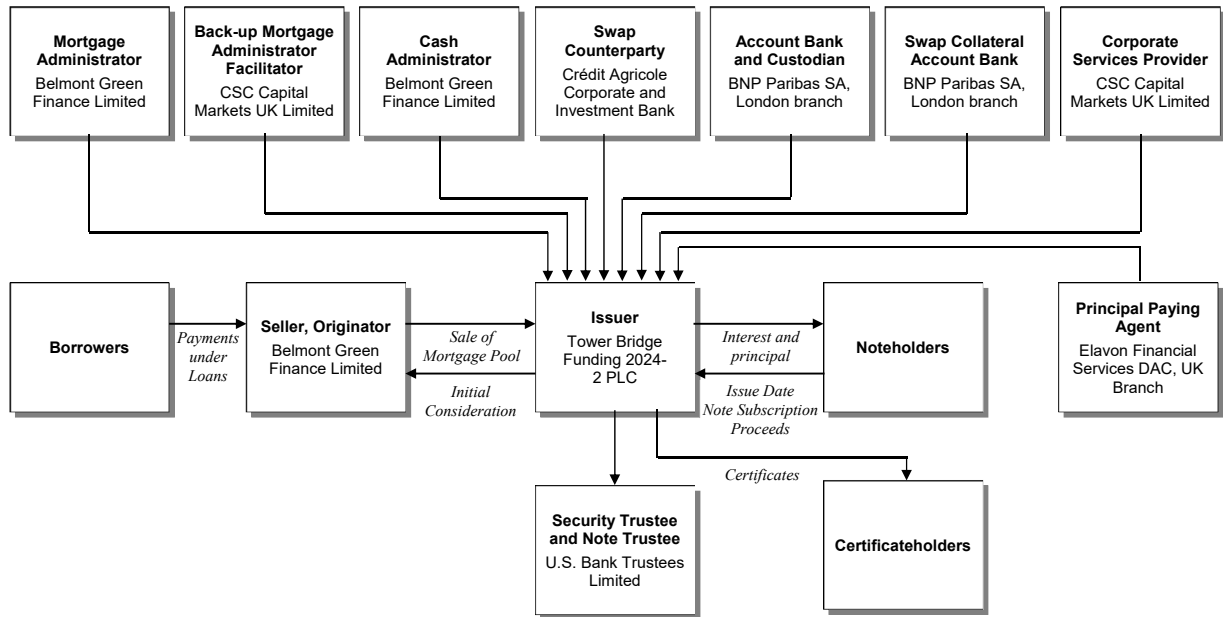 Mortgage
Administrator
Belmont Green
Finance Limited
Back-up Mortgage
Administrator
Facilitator
CSC Capital
Markets UK Limited
Cash
Administrator
Belmont Green
Finance Limited
Swap
Counterparty
Crédit Agricole
Corporate and
Investment Bank
Account Bank
and Custodian
BNP Paribas SA,
London branch
Swap Collateral
Account Bank
BNP Paribas SA,
London branch
Corporate
Services Provider
CSC Capital
Markets UK Limited
Borrowers
Payments
under
Loans
Seller, Originator
Belmont Green
Finance Limited
Sale of
Mortgage Pool
Initial
Consideration
Issuer
Tower Bridge
Funding 2024-
2 PLC
Interest and
principal
Issue Date
Note Subscription
Proceeds
Noteholders
Principal Paying
Agent
Elavon Financial
Services DAC, UK
Branch
Certificates
Security Trustee
and Note Trustee
U.S. Bank Trustees
Limited
Certificateholders